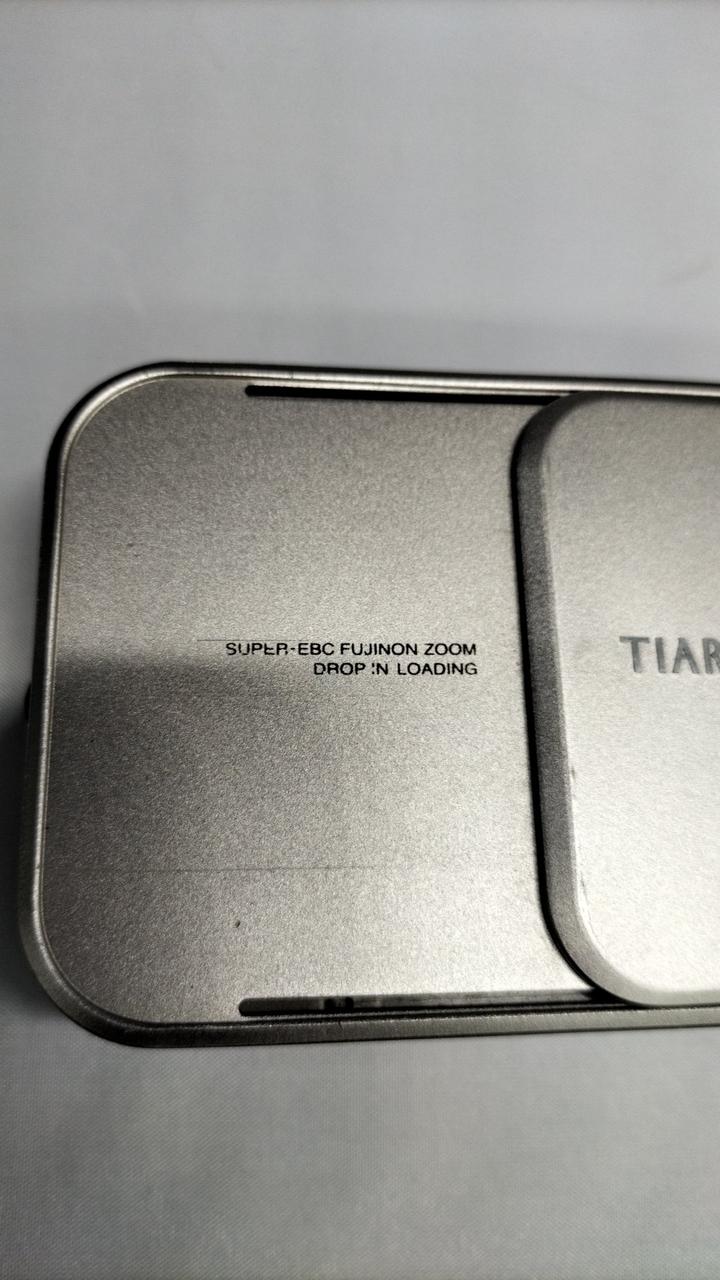 SUPER-EBC FUJINON ZOOM
DROP IN LOADING
TIAR